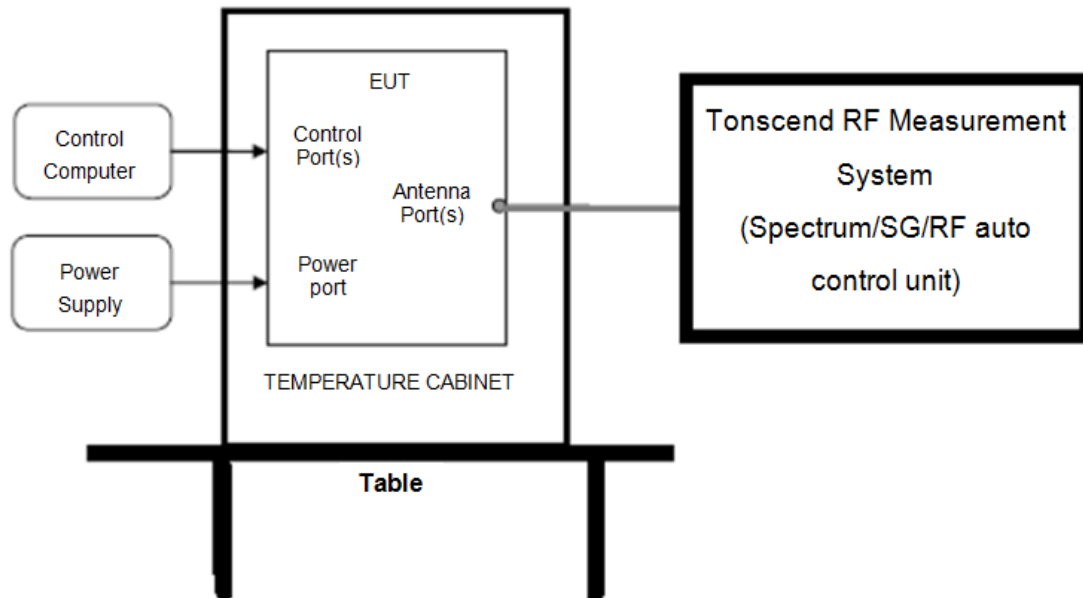 Control
Computer
Power
Supply
EUT
Control
Port(s)
Antenna
Port(s)
Power
port
TEMPERATURE CABINET
Table
Tonscend RF Measurement
System
(Spectrum/SG/RF auto
control unit)